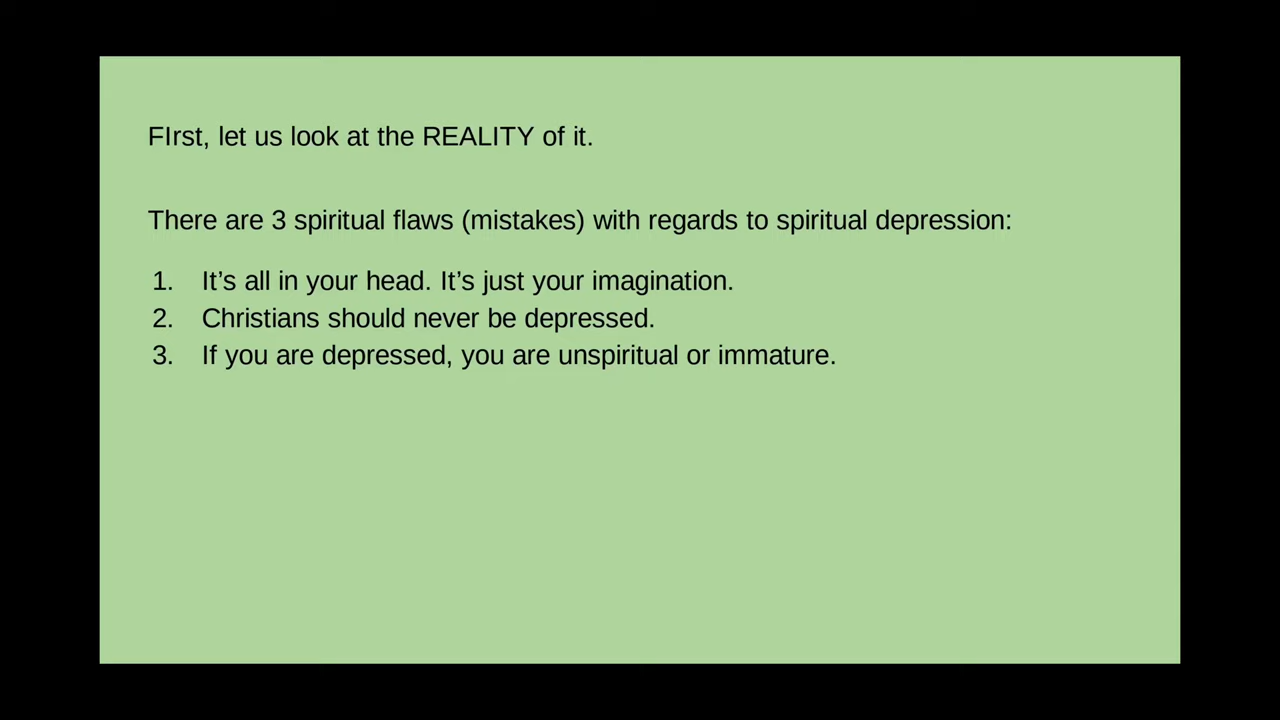 FIrst, let us look at the REALITY of it.
There are 3 spiritual flaws (mistakes) with regards to spiritual depression:
1. It’s all in your head. It’s just your imagination.
2. Christians should never be depressed.
3. If you are depressed, you are unspiritual or immature.